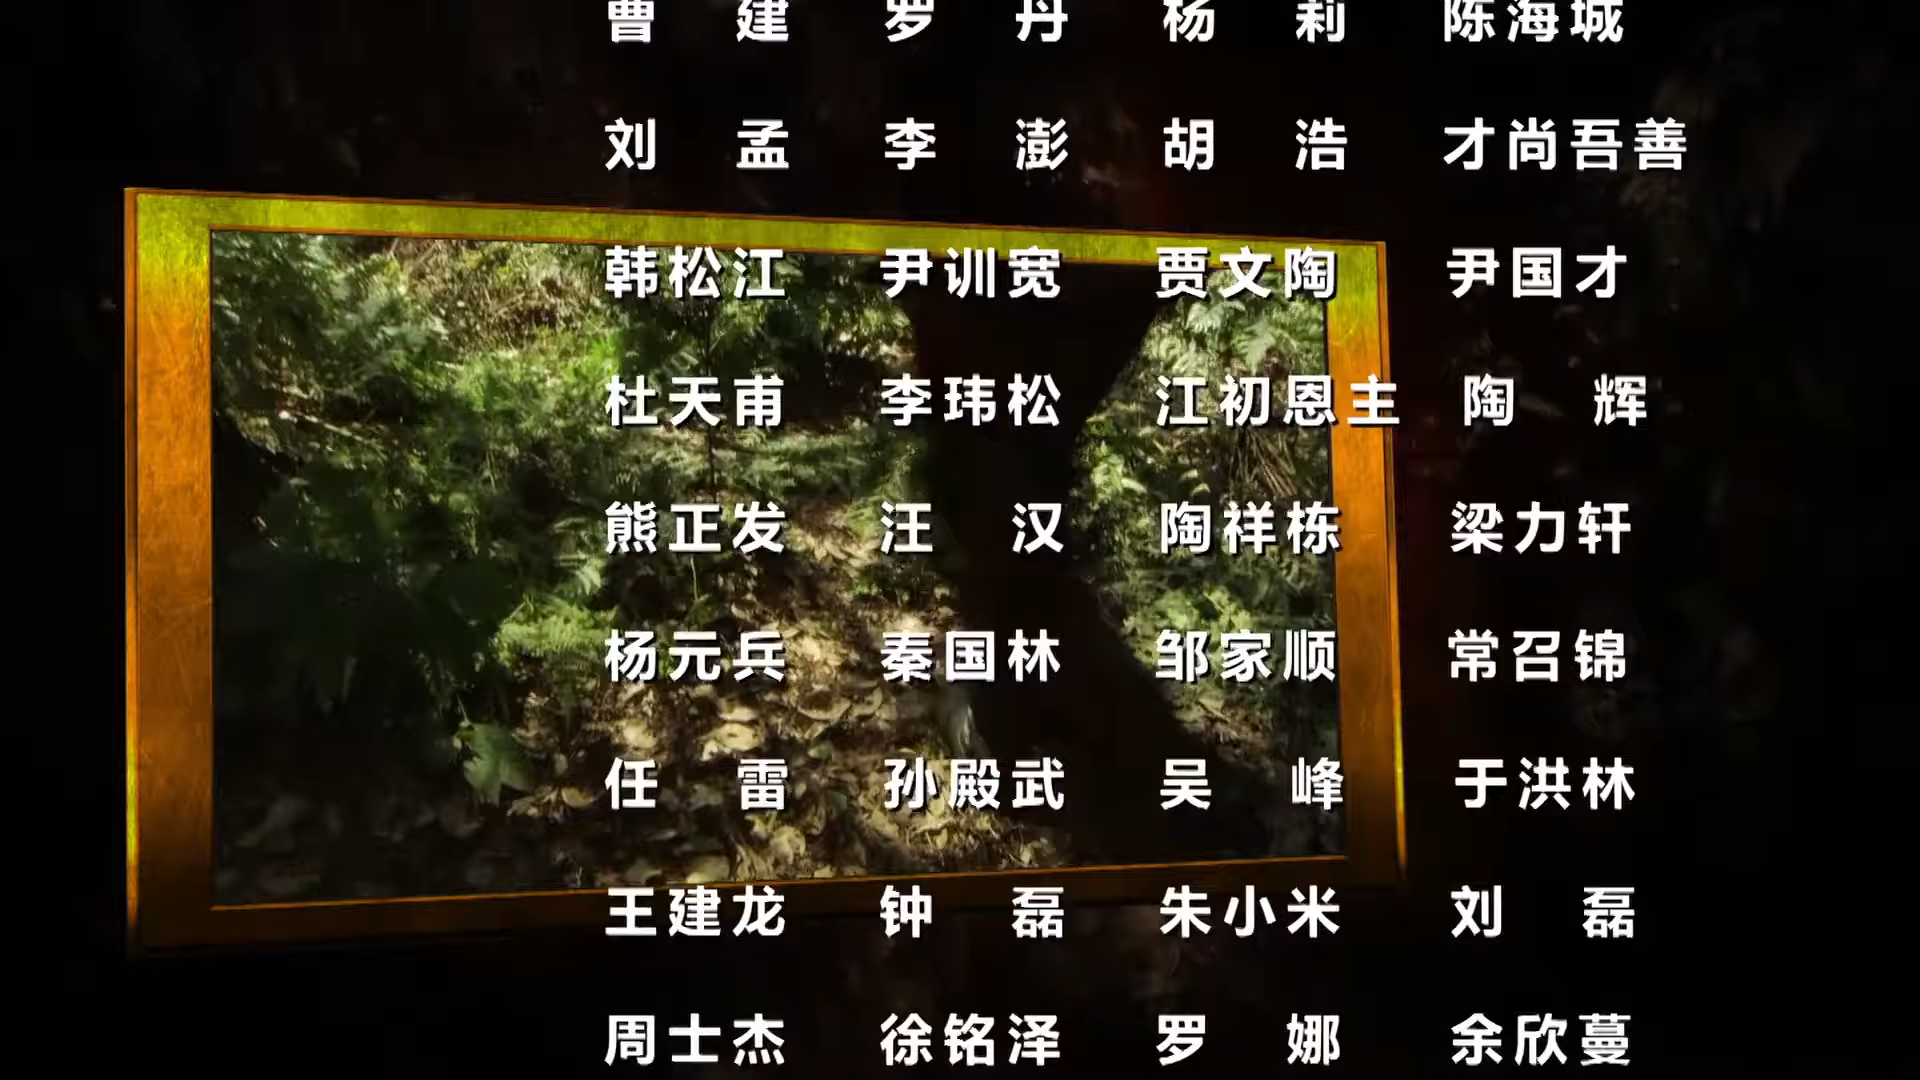 曹 建 罗 丹 杨 莉 陈海城
刘 孟 李 澎 胡 浩 才尚吾善
韩松江 尹训宽 贾文陶 尹国才
杜天甫 李玮松 江初恩主 陶 辉
熊正发 汪 汉 陶祥栋 梁力轩
杨元兵 秦国林 邹家顺 常召锦
任 雷 孙殿武 吴 峰 于洪林
王建龙 钟 磊 朱小米 刘 磊
周士杰 徐铭泽 罗 娜 余欣蔓